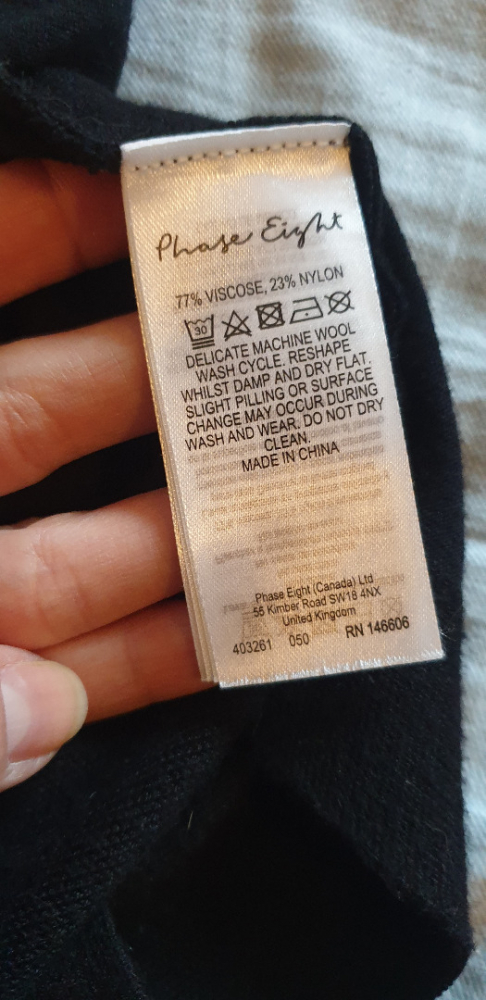 Phase Eight
77% VISCOSE, 23% NYLON
30
DELICATE MACHINE WOOL
WASH CYCLE. RESHAPE
WHILST DAMP AND DRY FLAT.
SLIGHT PILLING OR SURFACE
CHANGE MAY OCCUR DURING
WASH AND WEAR. DO NOT DRY
CLEAN.
MADE IN CHINA
Phase Eight (Canada) Ltd
55 Kimber Road SW18 4NX
United Kingdom
403261 050 RN 146606